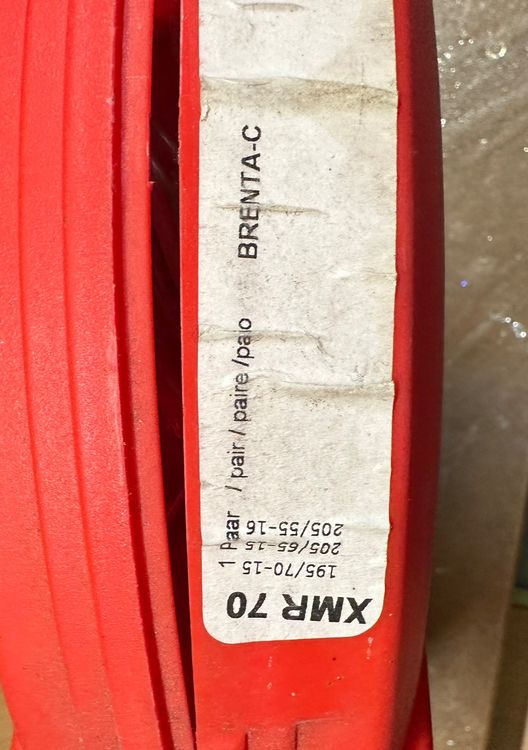 BRENTA-C
1 Paar / pair / paire /paio
XMR 70
195/70-15
205/65-15
205/55-16